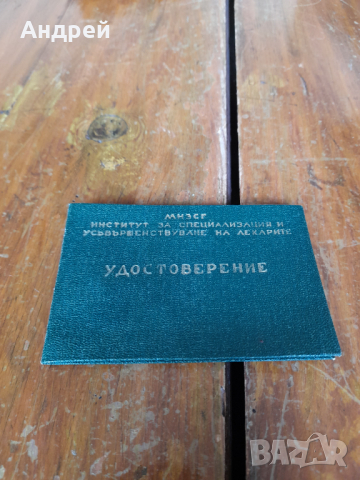 Андрей
МНЗСГ
ИНСТИТУТ ЗА СПЕЦИАЛИЗАЦИЯ И
УСЪВЪРШЕНСТВУВАНЕ НА ЛЕКАРИТЕ
УДОСТОВЕРЕНИЕ
BAZAR